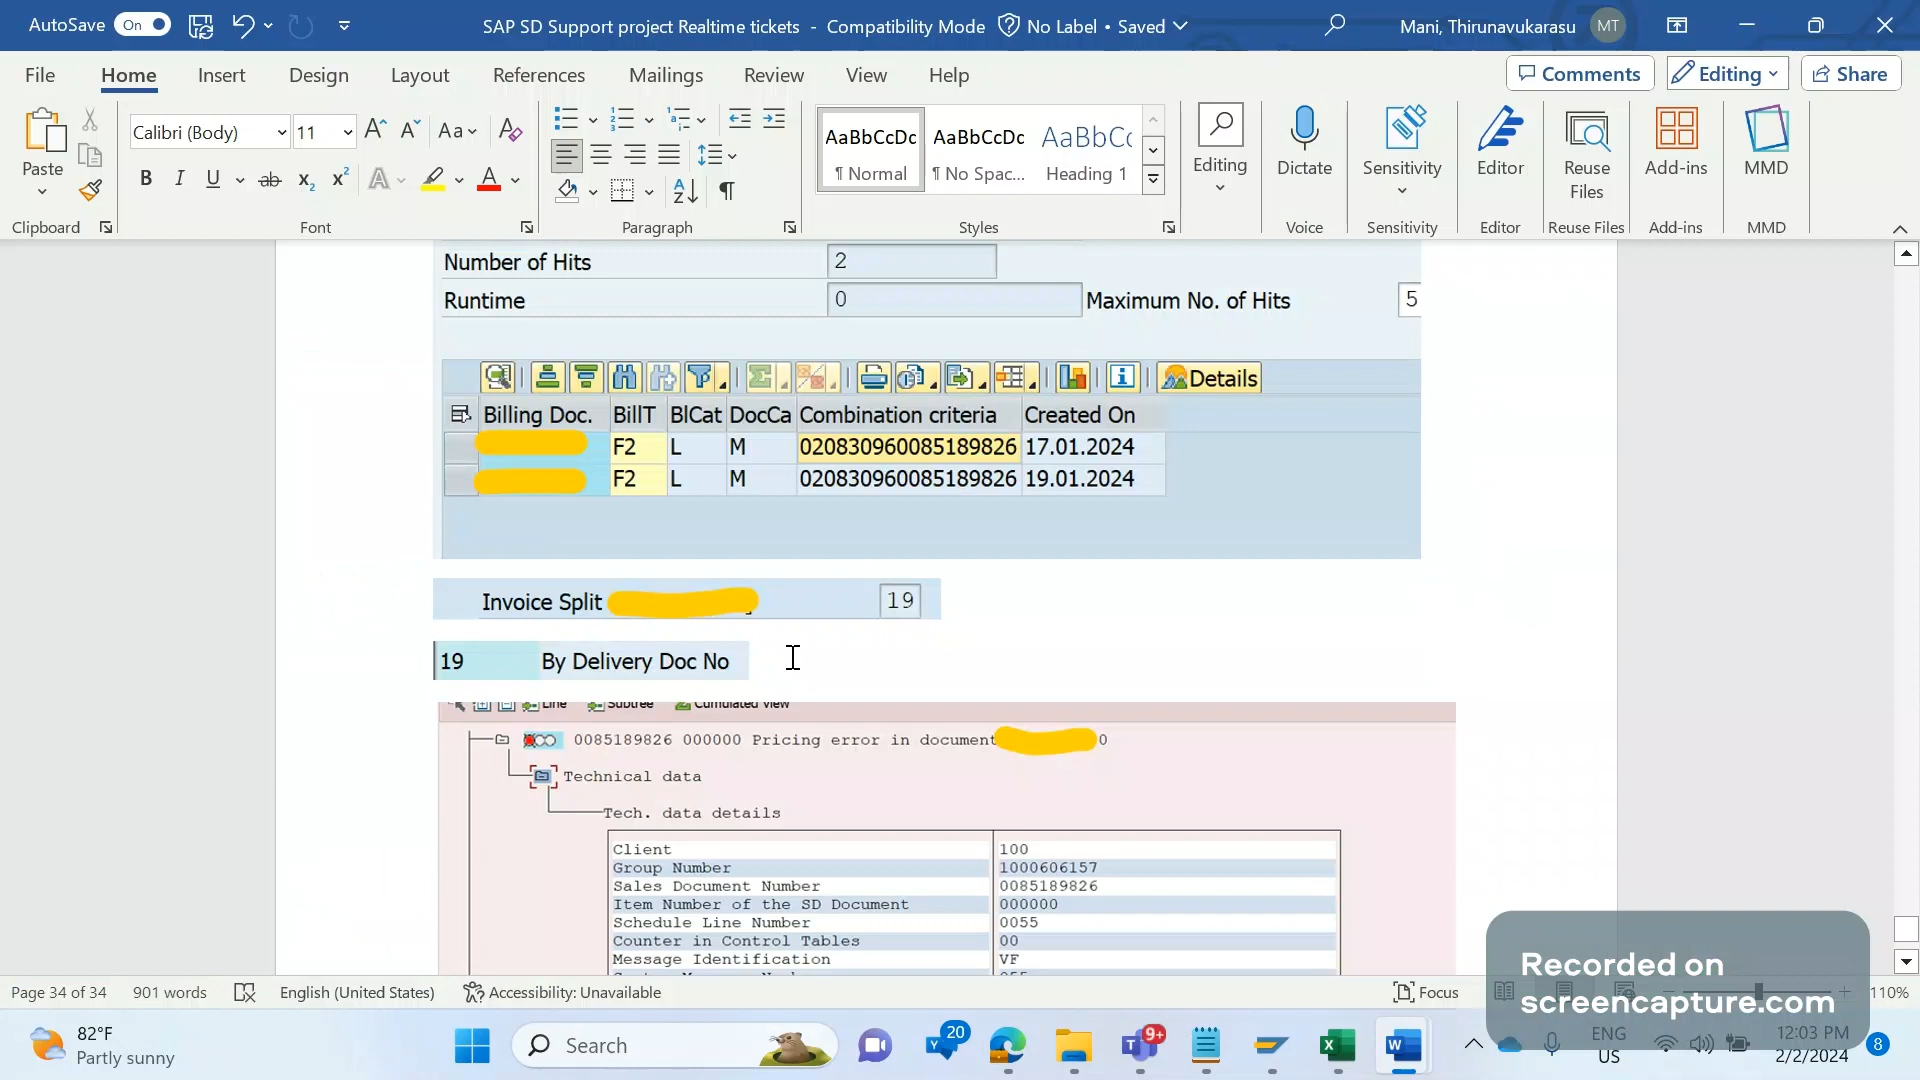 AutoSave On SAP SD Support project Realtime tickets - Compatibility Mode No Label • Saved Mani, Thirunavukarasu MT
File Home Insert Design Layout References Mailings Review View Help Comments Editing Share
Paste
Calibri (Body) 11
AaBbCcDc AaBbCcDc AaBbCc
¶ Normal ¶ No Spac... Heading 1
Editing
Dictate
Sensitivity
Editor
Reuse Files
Add-ins
MMD
Clipboard Font Paragraph Styles Voice Sensitivity Editor Reuse Files Add-ins MMD
Number of Hits 2
Runtime 0 Maximum No. of Hits 5
Details
Billing Doc. BillT BlCat DocCa Combination criteria Created On
F2 L M 020830960085189826 17.01.2024
F2 L M 020830960085189826 19.01.2024
Invoice Split 19
19 By Delivery Doc No
Line Subtree Cumulated view
0085189826 000000 Pricing error in document 0
Technical data
Tech. data details
Client 100
Group Number 1000606157
Sales Document Number 0085189826
Item Number of the SD Document 000000
Schedule Line Number 0055
Counter in Control Tables 00
Message Identification VF
Recorded on
screencapture.com
Page 34 of 34 901 words English (United States) Accessibility: Unavailable Focus 110%
82°F
Partly sunny
Search
20
9+
ENG
US
12:03 PM
2/2/2024
8